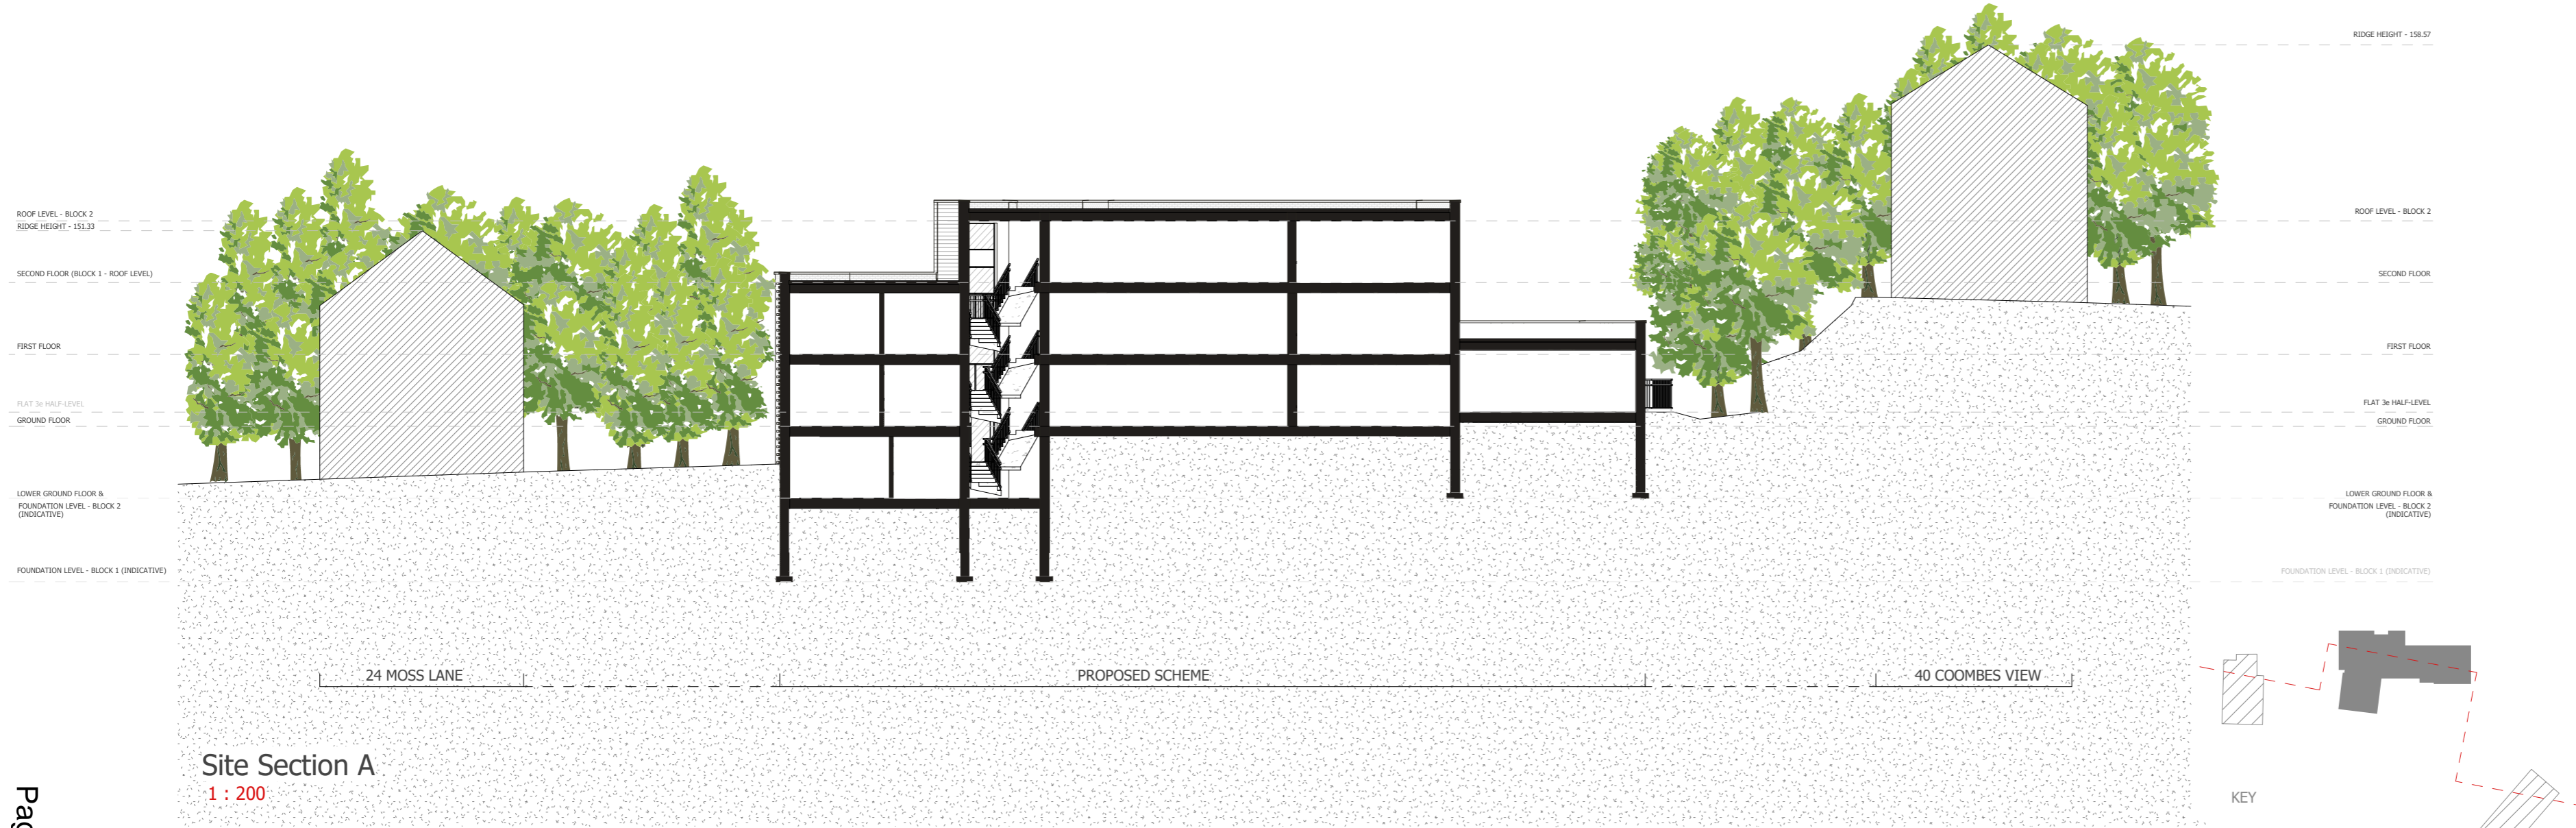 RIDGE HEIGHT - 158.57
ROOF LEVEL - BLOCK 2
RIDGE HEIGHT - 151.33
SECOND FLOOR (BLOCK 1 - ROOF LEVEL)
FIRST FLOOR
FLAT 3e HALF-LEVEL
GROUND FLOOR
LOWER GROUND FLOOR &
FOUNDATION LEVEL - BLOCK 2
(INDICATIVE)
FOUNDATION LEVEL - BLOCK 1 (INDICATIVE)
ROOF LEVEL - BLOCK 2
SECOND FLOOR
FIRST FLOOR
FLAT 3e HALF-LEVEL
GROUND FLOOR
LOWER GROUND FLOOR &
FOUNDATION LEVEL - BLOCK 2
(INDICATIVE)
FOUNDATION LEVEL - BLOCK 1 (INDICATIVE)
24 MOSS LANE
PROPOSED SCHEME
40 COOMBES VIEW
Site Section A
1 : 200
KEY